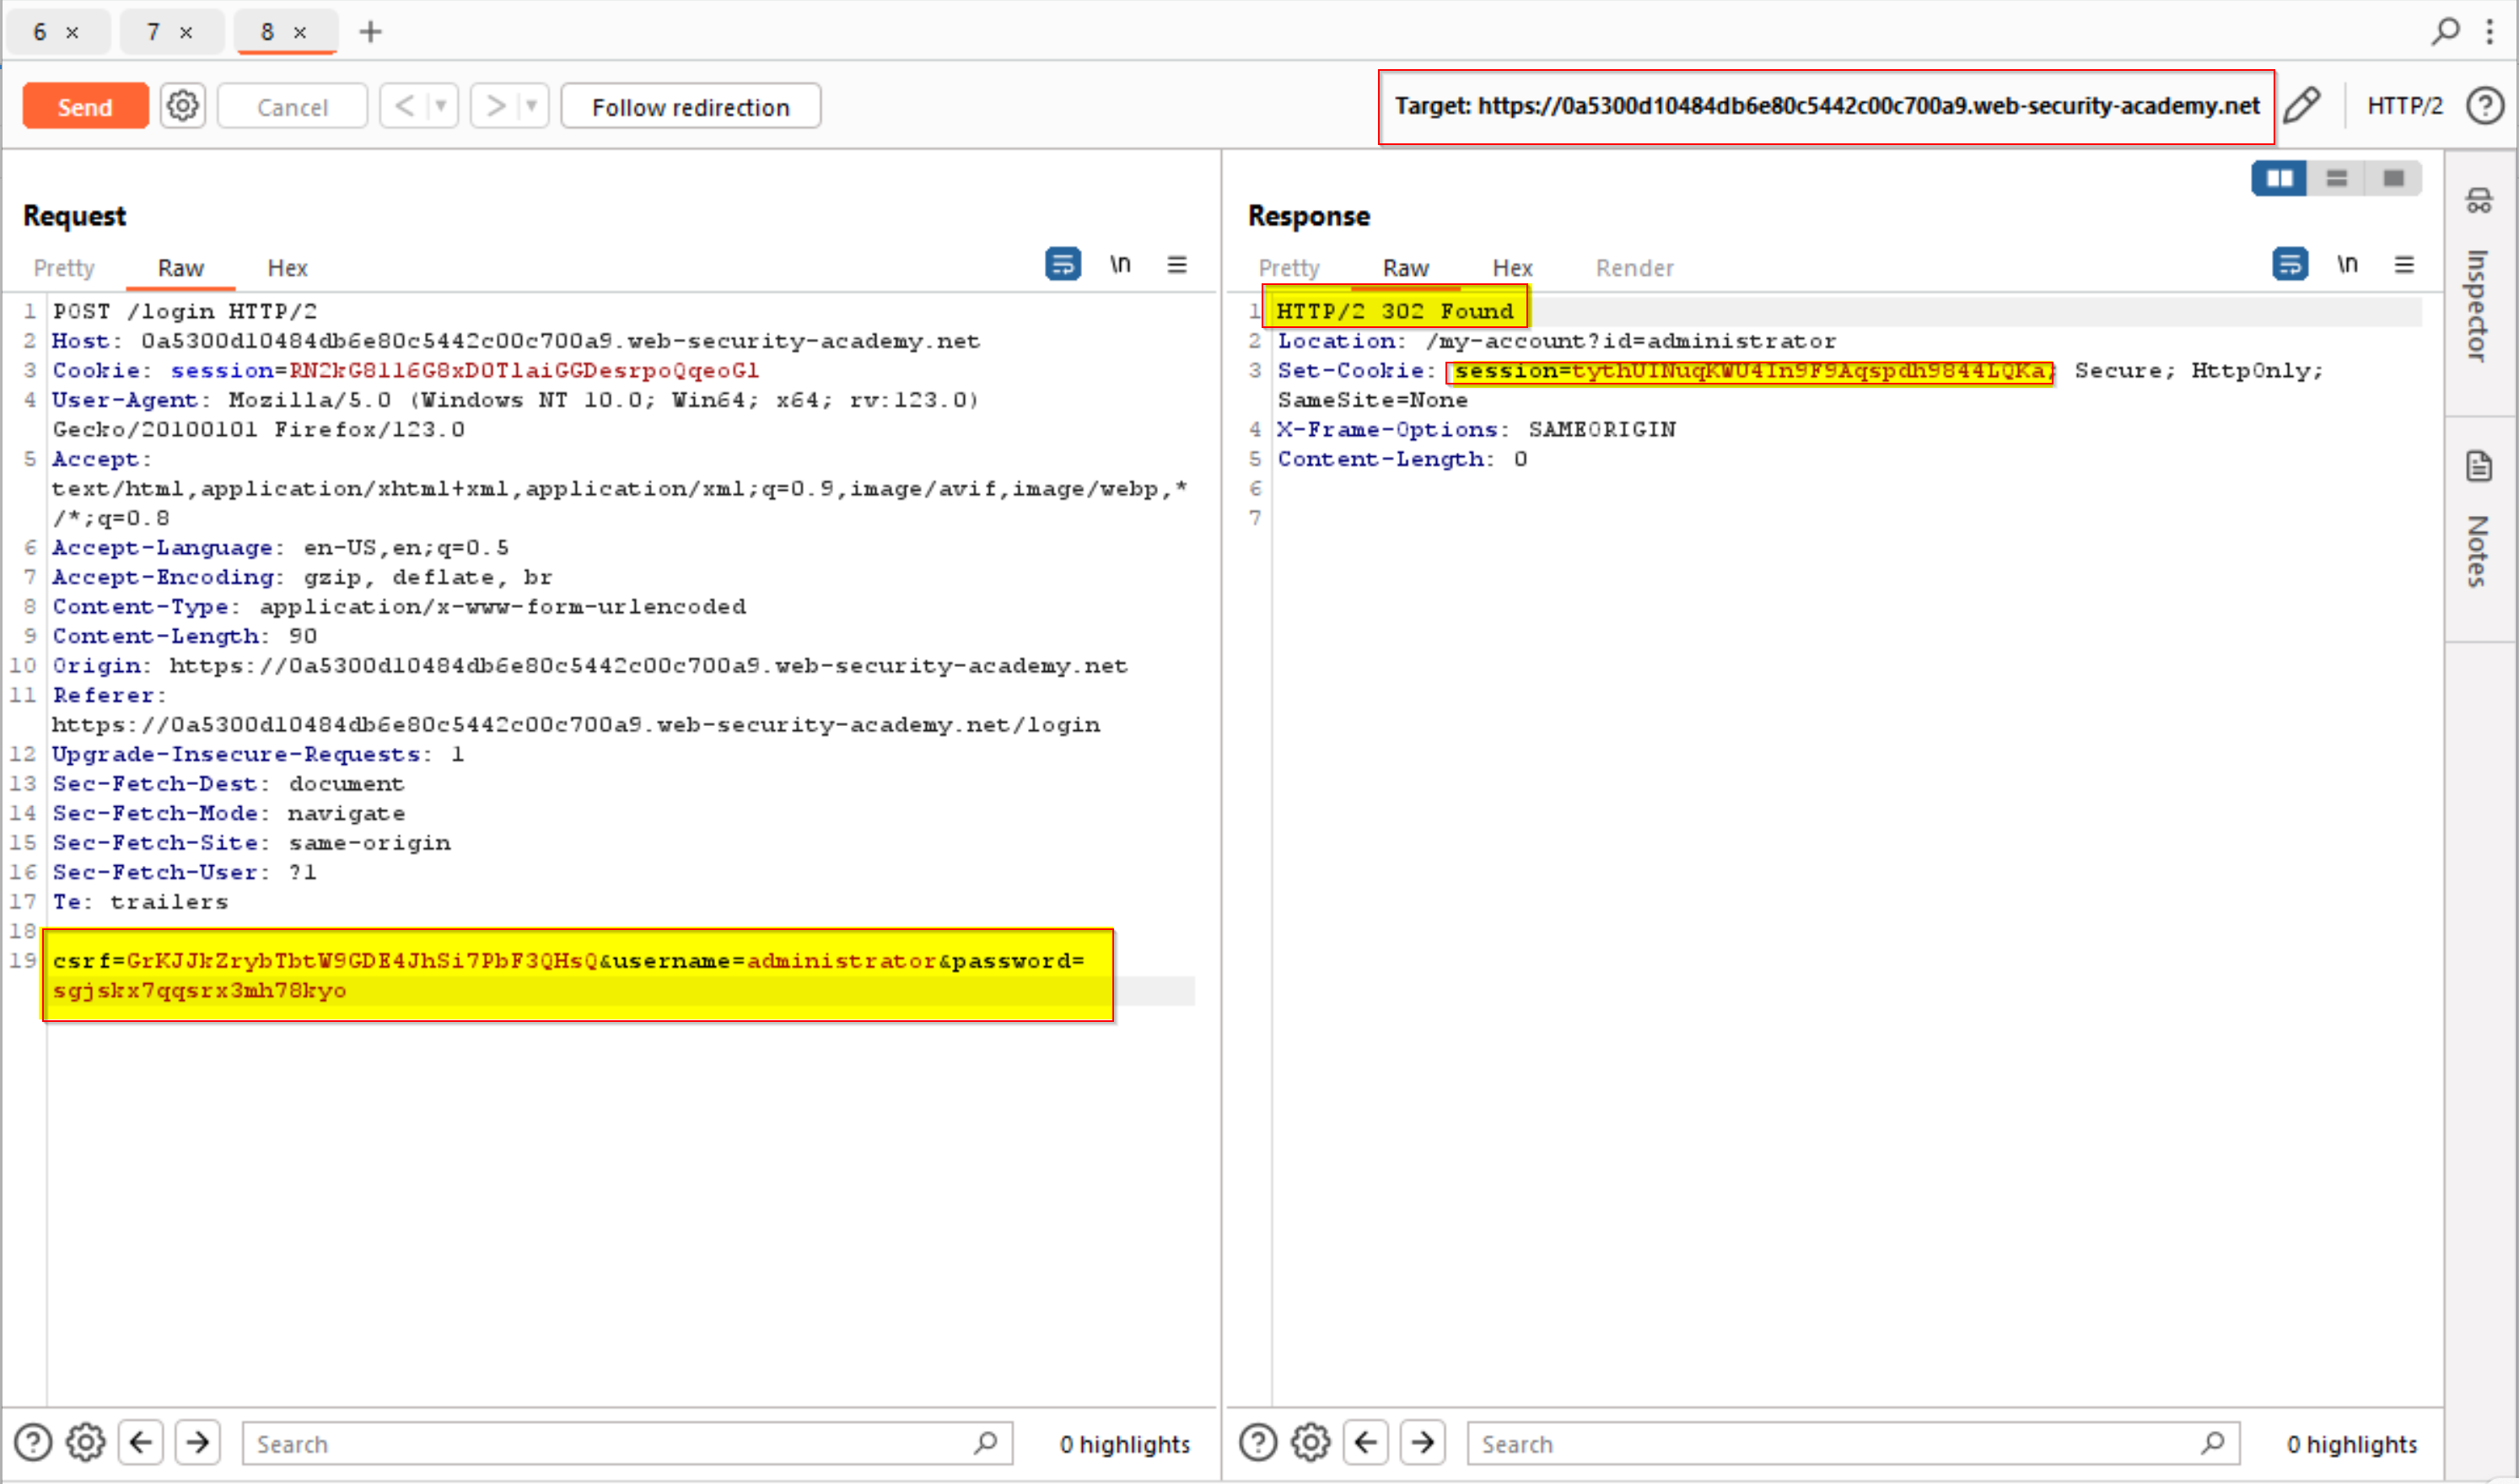 6 × 7 × 8 × +
Send Cancel < ▼ > ▼ Follow redirection Target: https://0a5300d10484db6e80c5442c00c700a9.web-security-academy.net HTTP/2 ?
Request
Pretty Raw Hex \n
1 POST /login HTTP/2
2 Host: 0a5300d10484db6e80c5442c00c700a9.web-security-academy.net
3 Cookie: session=RN2kG8116G8xDOTlaiGGDesrpoQqeoGl
4 User-Agent: Mozilla/5.0 (Windows NT 10.0; Win64; x64; rv:123.0)
Gecko/20100101 Firefox/123.0
5 Accept:
text/html,application/xhtml+xml,application/xml;q=0.9,image/avif,image/webp,*
/*;q=0.8
6 Accept-Language: en-US,en;q=0.5
7 Accept-Encoding: gzip, deflate, br
8 Content-Type: application/x-www-form-urlencoded
9 Content-Length: 90
10 Origin: https://0a5300d10484db6e80c5442c00c700a9.web-security-academy.net
11 Referer:
https://0a5300d10484db6e80c5442c00c700a9.web-security-academy.net/login
12 Upgrade-Insecure-Requests: 1
13 Sec-Fetch-Dest: document
14 Sec-Fetch-Mode: navigate
15 Sec-Fetch-Site: same-origin
16 Sec-Fetch-User: ?1
17 Te: trailers
18
19 csrf=GrKJJkZrybTbtW9GDE4JhSi7PbF3QHsQ&username=administrator&password=
sgjskx7qqsrx3mh78kyo
Search 0 highlights
Response
Pretty Raw Hex Render \n
1 HTTP/2 302 Found
2 Location: /my-account?id=administrator
3 Set-Cookie: session=tythUINuqKWU4In9F9Aqspdh9844LQKa; Secure; HttpOnly;
SameSite=None
4 X-Frame-Options: SAMEORIGIN
5 Content-Length: 0
6
7
Search 0 highlights
Inspector
Notes